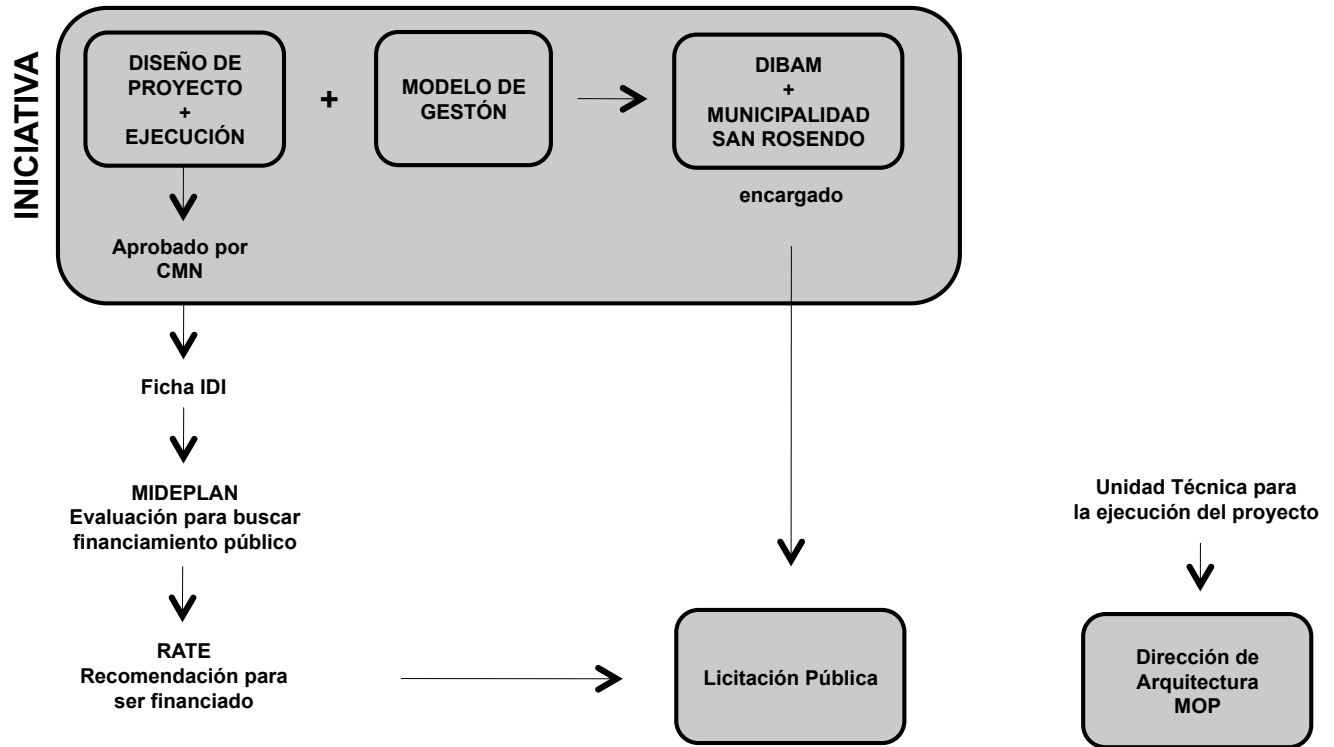 INICIATIVA
DISEÑO DE
PROYECTO
+
EJECUCIÓN
+
MODELO DE
GESTÓN
DIBAM
+
MUNICIPALIDAD
SAN ROSENDO
encargado
Aprobado por
CMN
Ficha IDI
MIDEPLAN
Evaluación para buscar
financiamiento público
RATE
Recomendación para
ser financiado
Licitación Pública
Unidad Técnica para
la ejecución del proyecto
Dirección de
Arquitectura
MOP